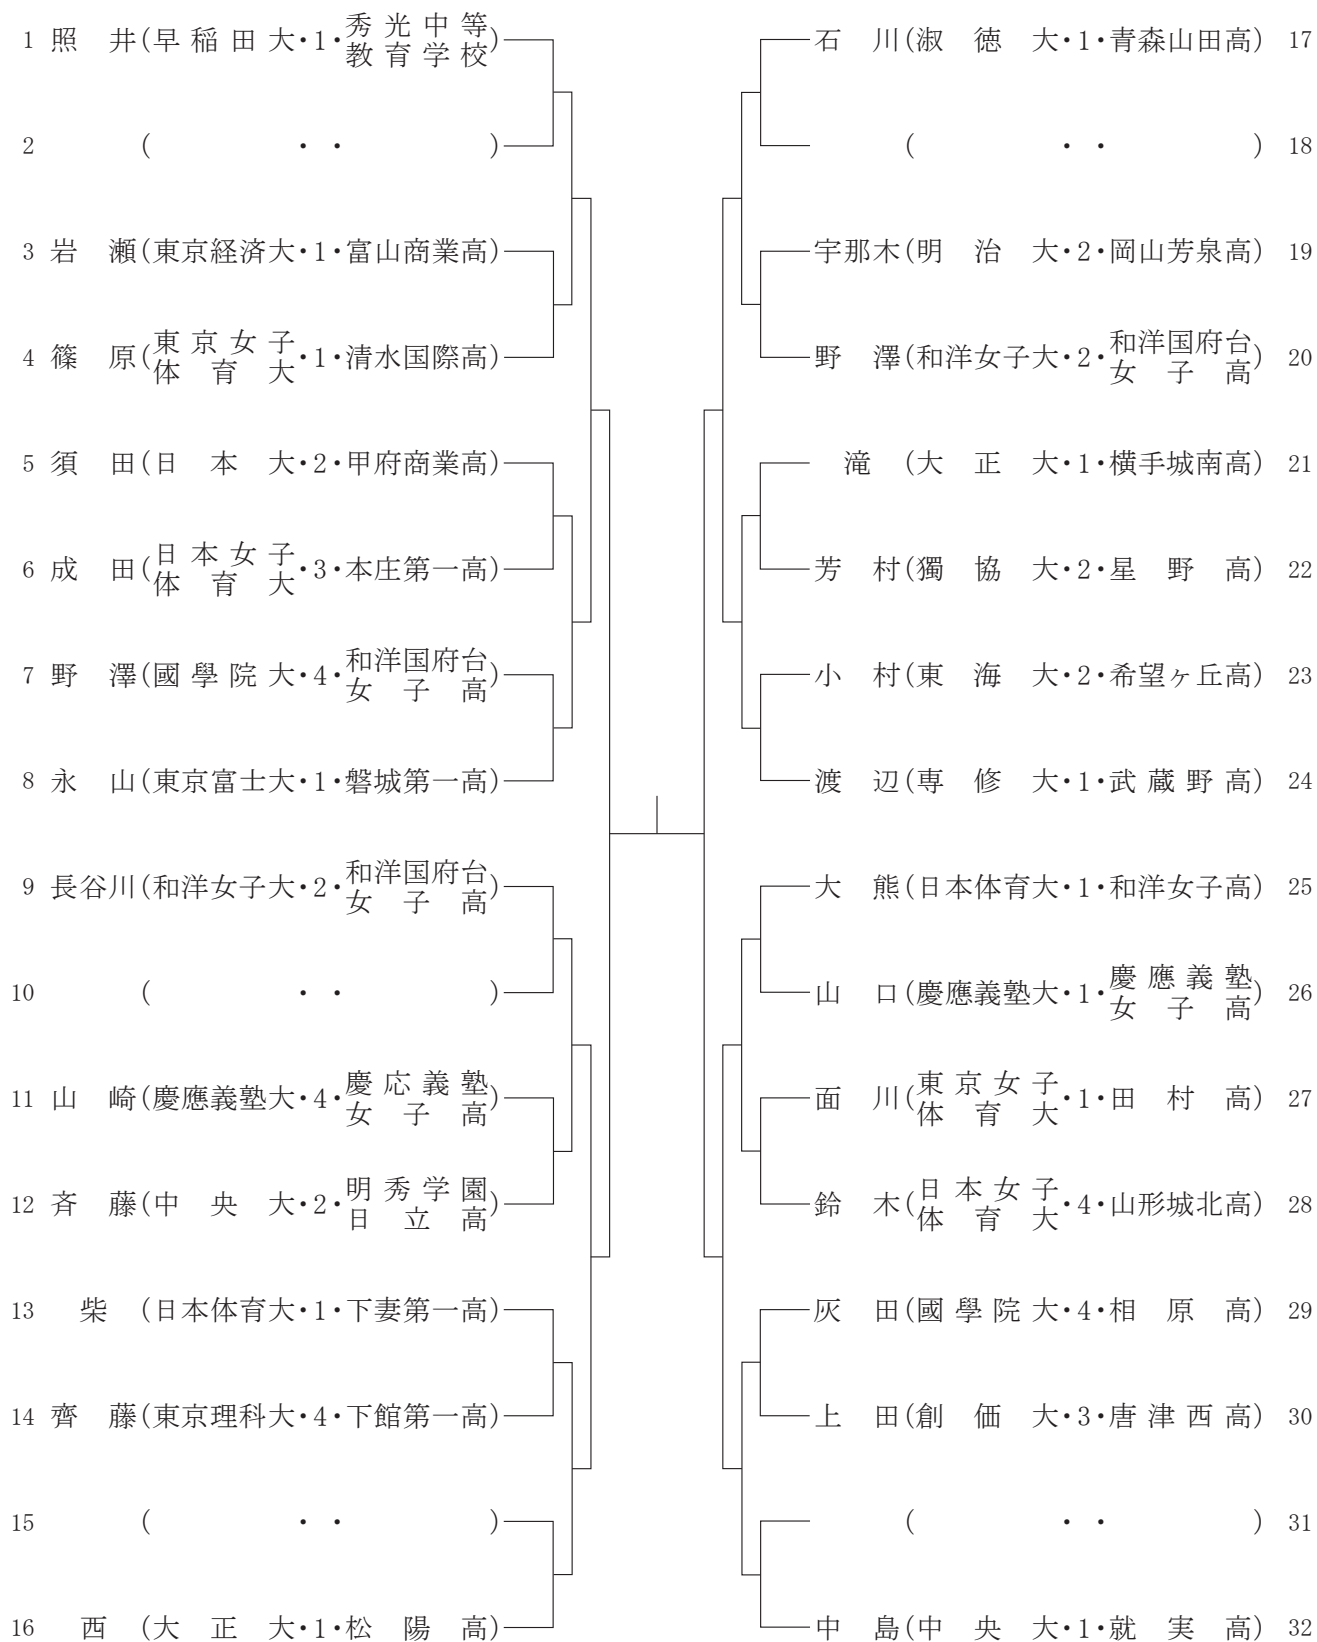 1 照井(早稲田大・1・秀光中等教育学校)
2 (・・)
3 岩瀬(東京経済大・1・富山商業高)
4 篠原(東京女子体育大・1・清水国際高)
5 須田(日本大・2・甲府商業高)
6 成田(日本女子体育大・3・本庄第一高)
7 野澤(國學院大・4・和洋国府台女子高)
8 永山(東京富士大・1・磐城第一高)
9 長谷川(和洋女子大・2・和洋国府台女子高)
10 (・・)
11 山崎(慶應義塾大・4・慶応義塾女子高)
12 斉藤(中央大・2・明秀学園日立高)
13 柴(日本体育大・1・下妻第一高)
14 齊藤(東京理科大・4・下館第一高)
15 (・・)
16 西(大正大・1・松陽高)
石川(淑徳大・1・青森山田高) 17
(・・) 18
宇那木(明治大・2・岡山芳泉高) 19
野澤(和洋女子大・2・和洋国府台女子高) 20
滝(大正大・1・横手城南高) 21
芳村(獨協大・2・星野高) 22
小村(東海大・2・希望ヶ丘高) 23
渡辺(専修大・1・武蔵野高) 24
大熊(日本体育大・1・和洋女子高) 25
山口(慶應義塾大・1・慶應義塾女子高) 26
面川(東京女子体育大・1・田村高) 27
鈴木(日本女子体育大・4・山形城北高) 28
灰田(國學院大・4・相原高) 29
上田(創価大・3・唐津西高) 30
(・・) 31
中島(中央大・1・就実高) 32